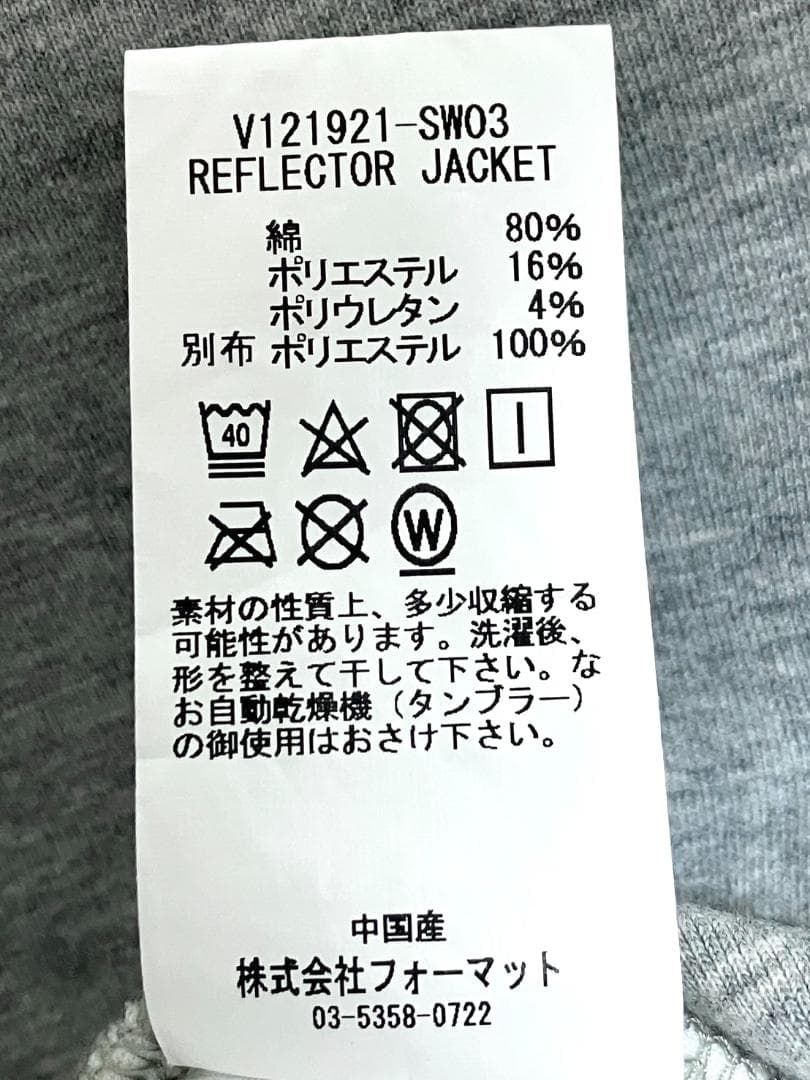 V121921-SW03
REFLECTOR JACKET
綿 80%
ポリエステル 16%
ポリウレタン 4%
別布 ポリエステル 100%
40
W
素材の性質上、多少収縮する
可能性があります。洗濯後、
形を整えて干して下さい。な
お自動乾燥機（タンブラー）
の御使用はおさけ下さい。
中国産
株式会社フォーマット
03-5358-0722